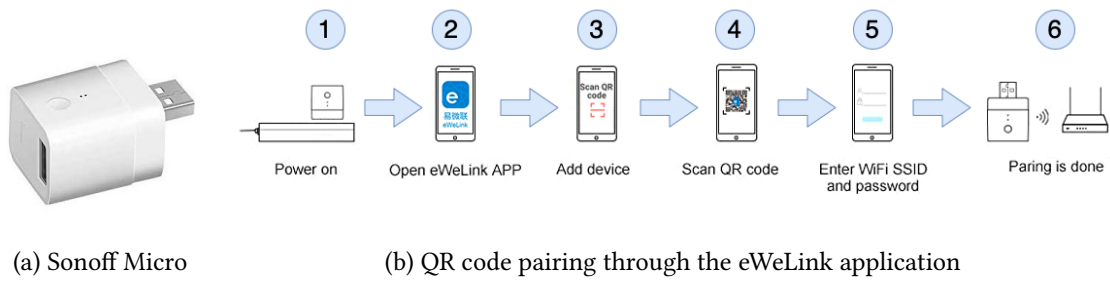 1 2 3 4 5 6
Scan QR
code
e
易微联
eWeLink
Power on
Open eWeLink APP
Add device
Scan QR code
Enter WiFi SSID
and password
Paring is done
(a) Sonoff Micro
(b) QR code pairing through the eWeLink application